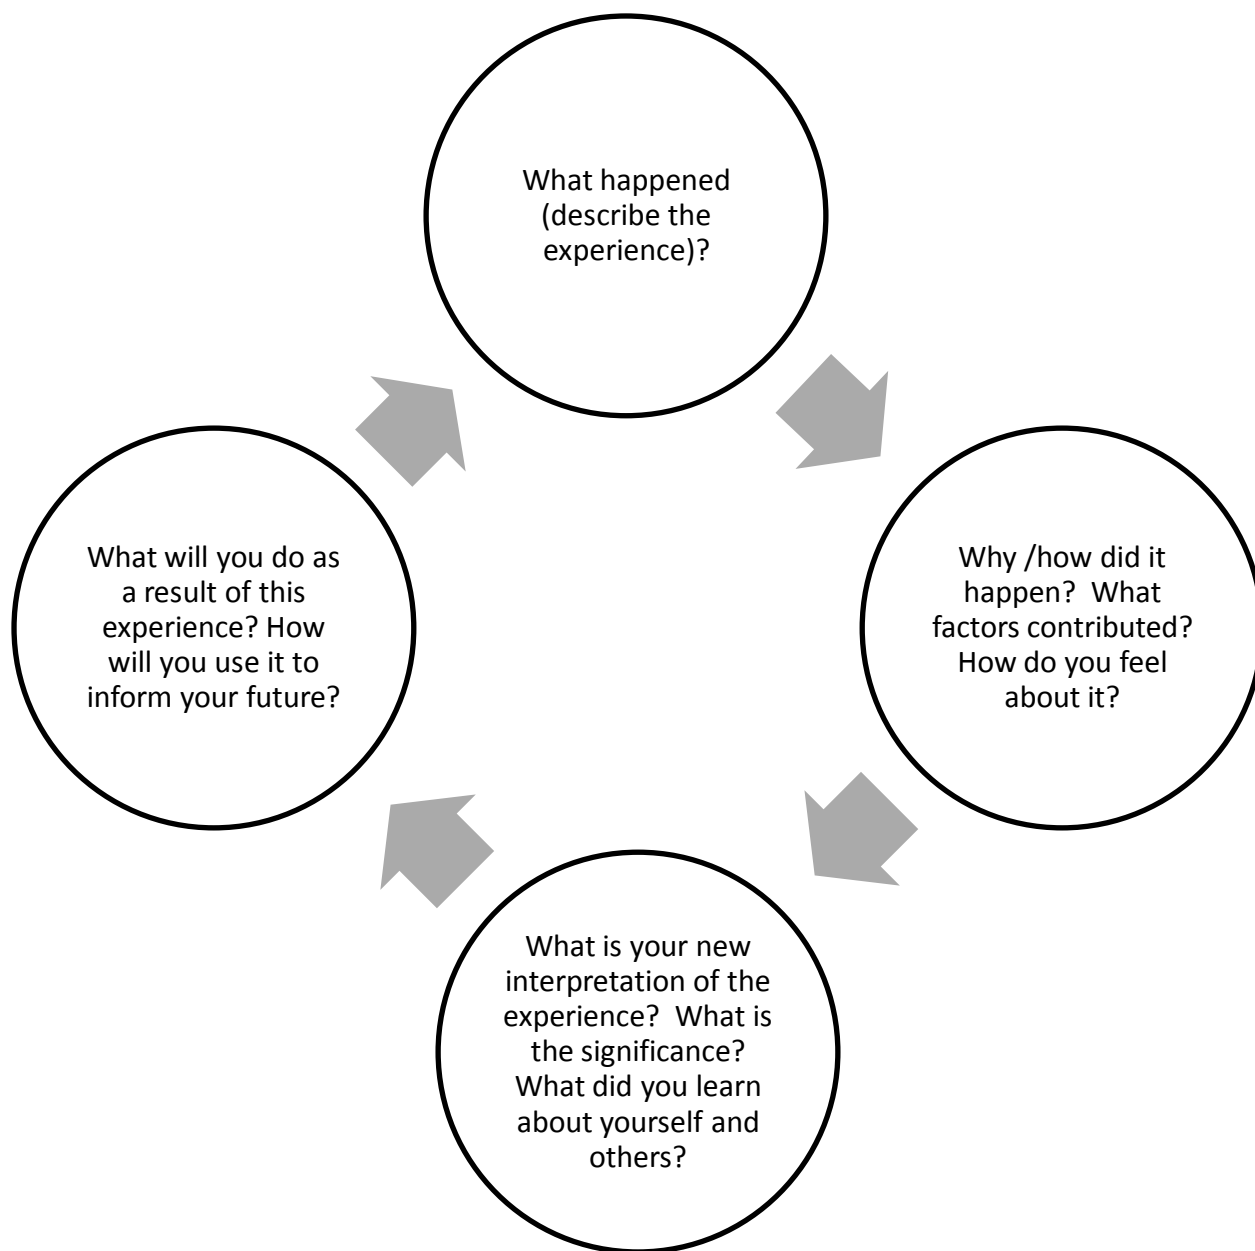 What happened
(describe the
experience)?
Why /how did it
happen?  What
factors contributed?
How do you feel
about it?
What is your new
interpretation of the
experience?  What is
the significance?
What did you learn
about yourself and
others?
What will you do as
a result of this
experience? How
will you use it to
inform your future?